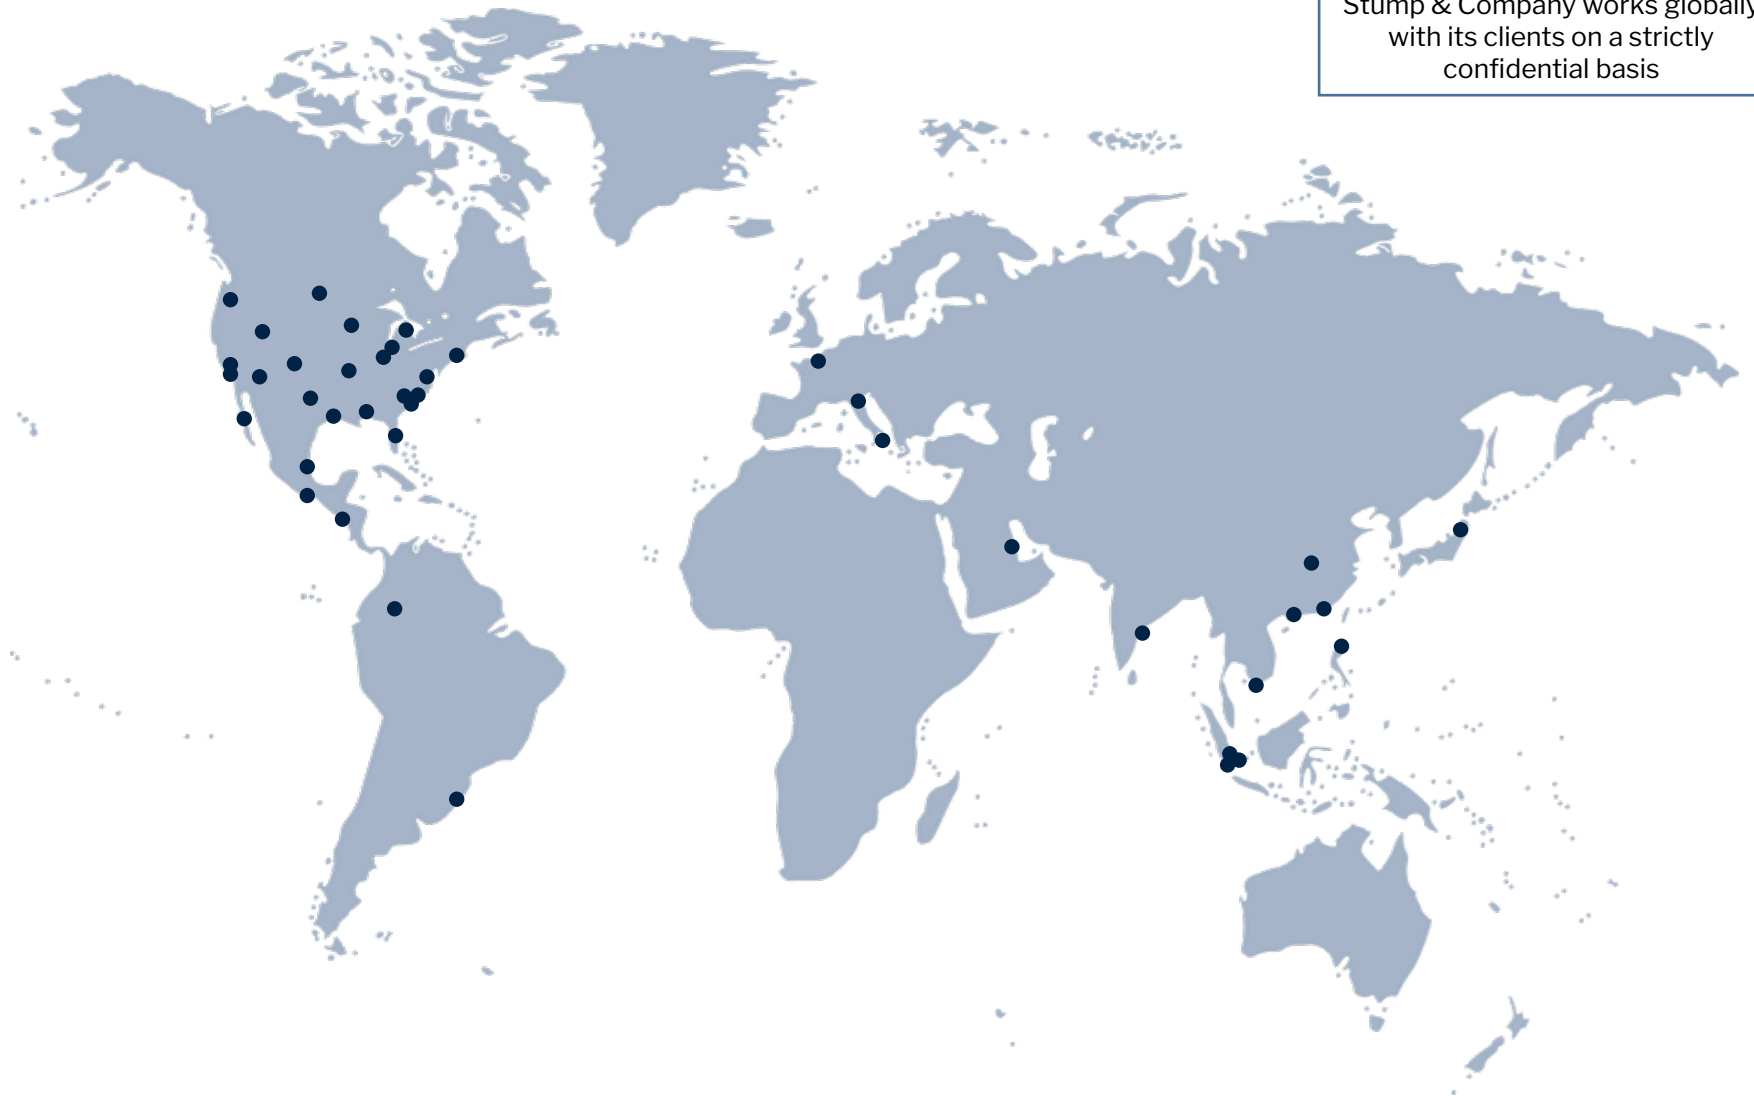 Stump & Company works globally
with its clients on a strictly
confidential basis